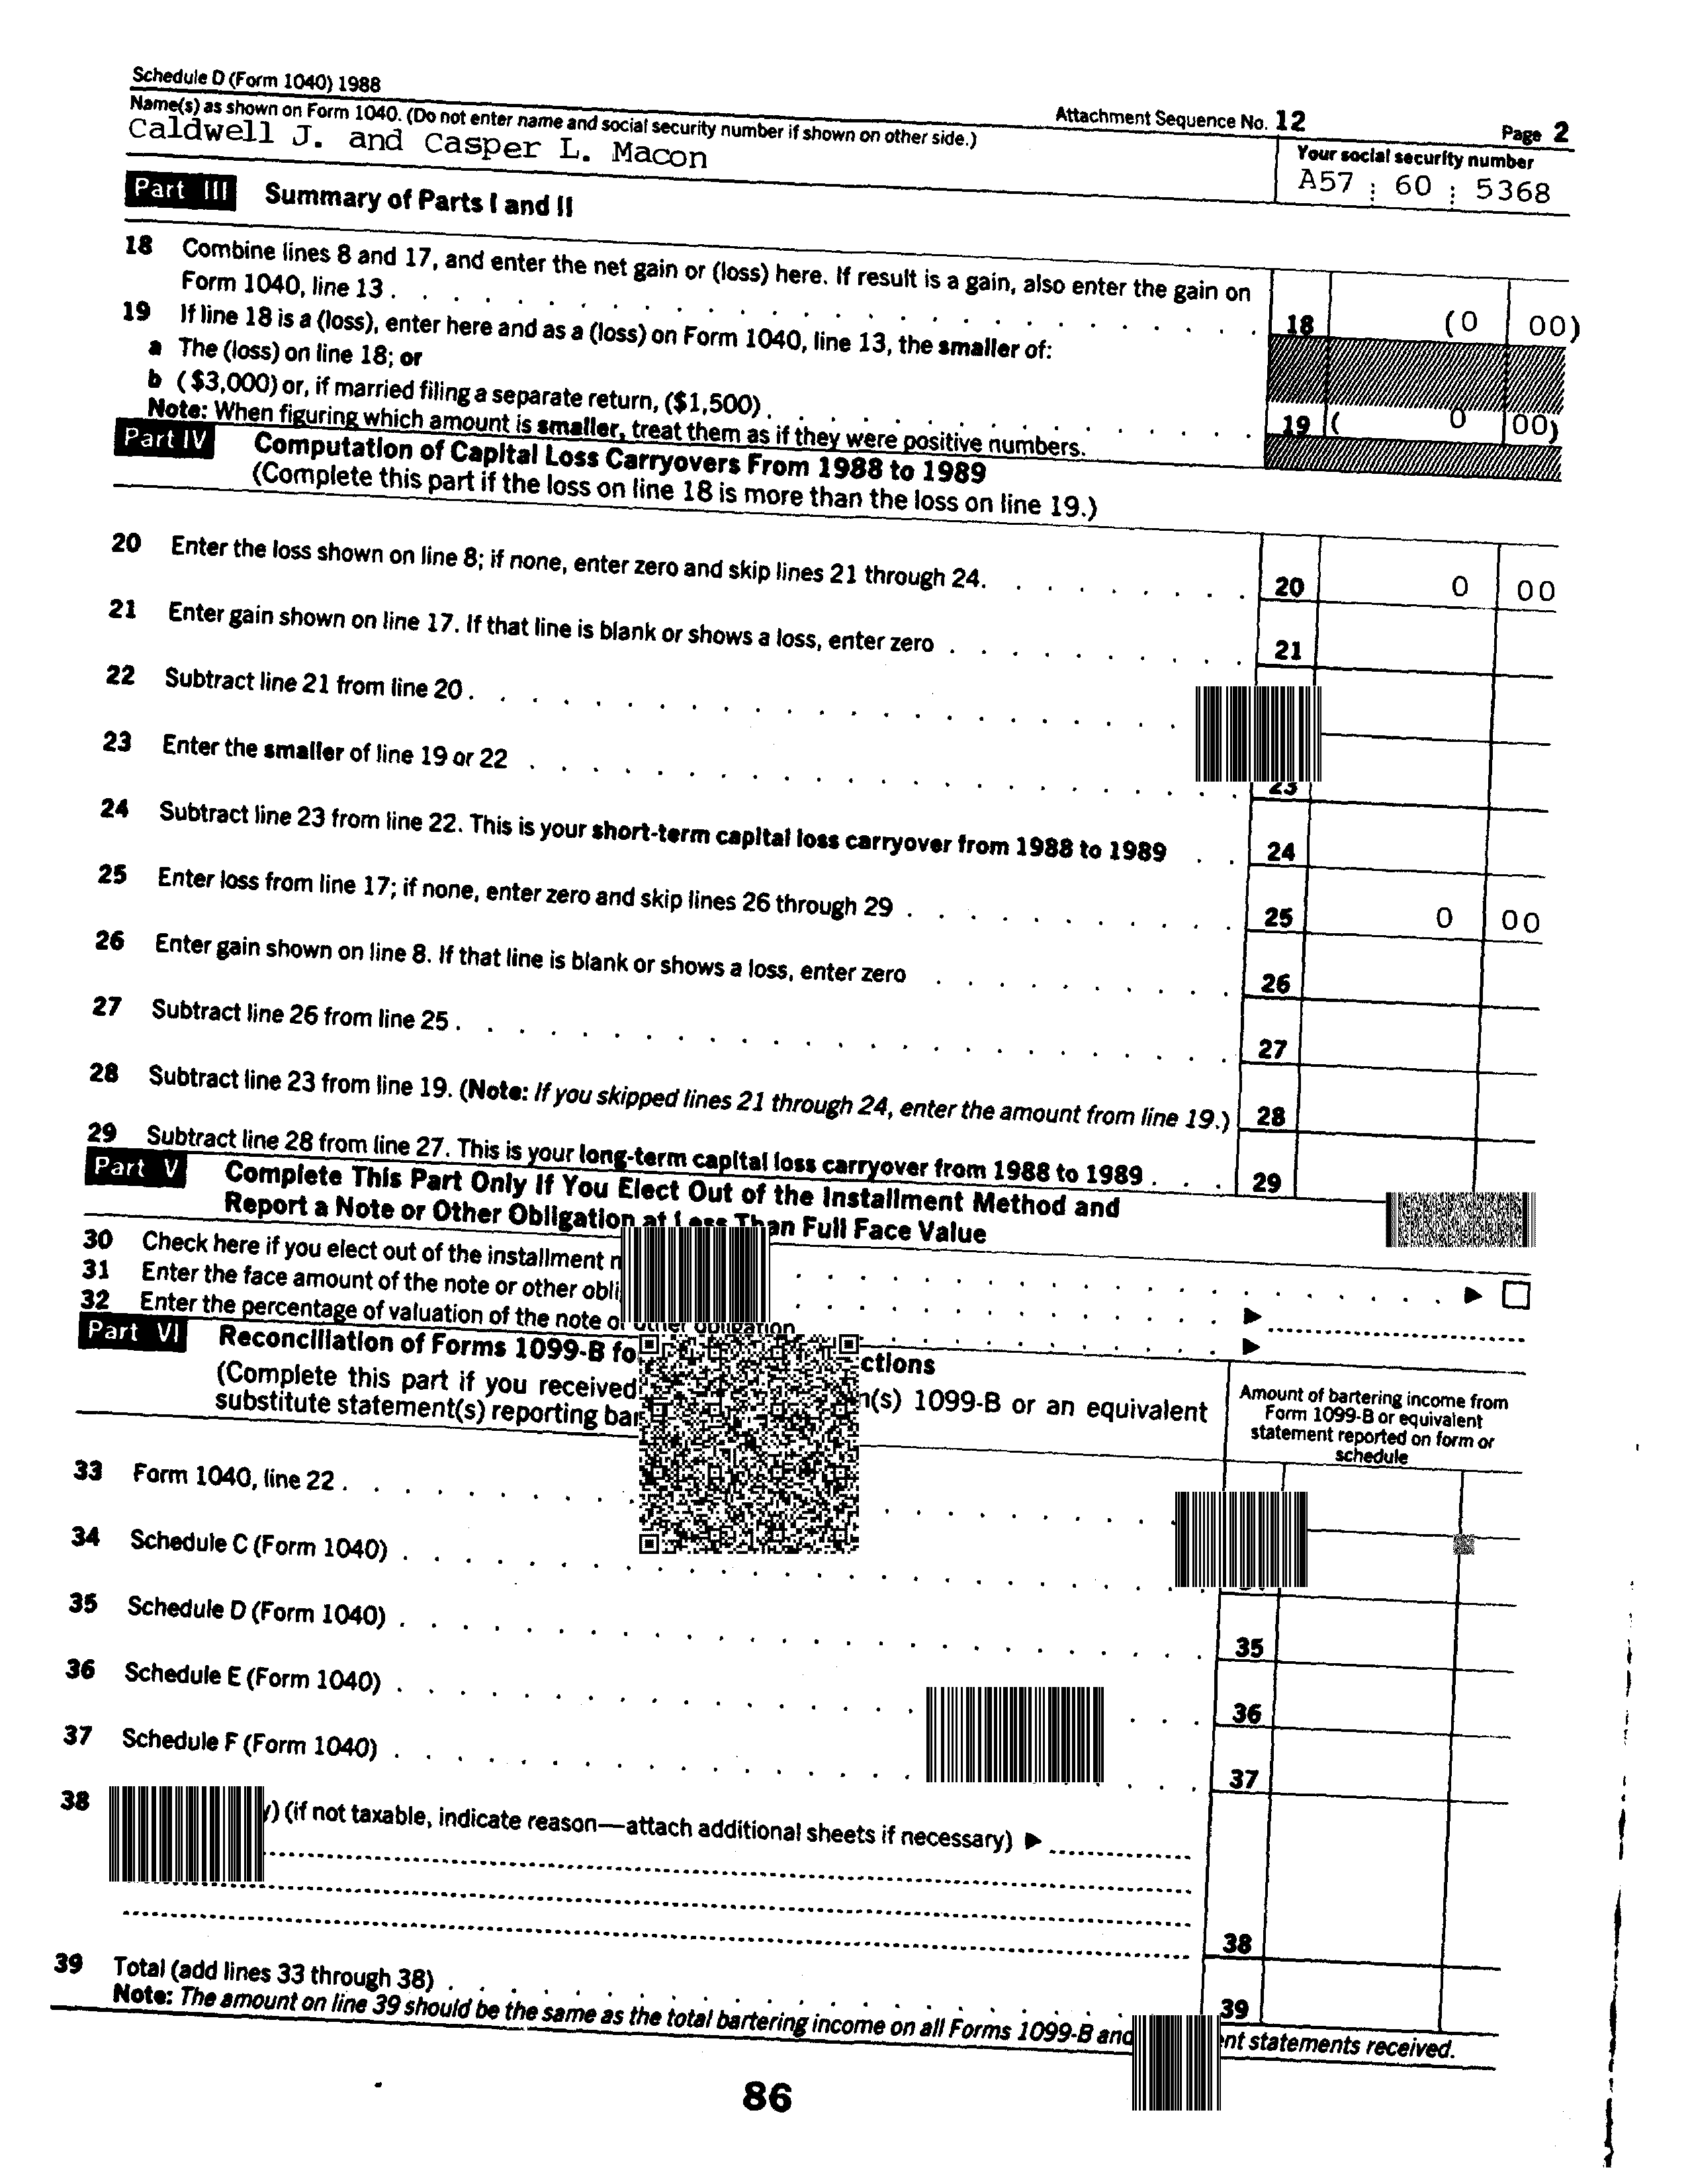 Schedule D (Form 1040) 1988
Attachment Sequence No. 12
Page 2
Name(s) as shown on Form 1040. (Do not enter name and social security number if shown on other side.)
Your social security number
Caldwell J. and Casper L. Macon
A57 : 60 : 5368
Part III Summary of Parts I and II
18 Combine lines 8 and 17, and enter the net gain or (loss) here. If result is a gain, also enter the gain on
Form 1040, line 13 . . . . . . . . . . 18 (0 00)
19 If line 18 is a (loss), enter here and as a (loss) on Form 1040, line 13, the smaller of:
a The (loss) on line 18; or
b ($3,000) or, if married filing a separate return, ($1,500) . . . . . . . . . . 19 ( 0 00)
Note: When figuring which amount is smaller, treat them as if they were positive numbers.
Part IV Computation of Capital Loss Carryovers From 1988 to 1989
(Complete this part if the loss on line 18 is more than the loss on line 19.)
20 Enter the loss shown on line 8; if none, enter zero and skip lines 21 through 24. . . . . . . . . 20 0 00
21 Enter gain shown on line 17. If that line is blank or shows a loss, enter zero . . . . . . . . . . 21
22 Subtract line 21 from line 20 . . . . . . . . . .
23 Enter the smaller of line 19 or 22 . . . . . . . . . . 23
24 Subtract line 23 from line 22. This is your short-term capital loss carryover from 1988 to 1989 . . 24
25 Enter loss from line 17; if none, enter zero and skip lines 26 through 29 . . . . . . . . . . 25 0 00
26 Enter gain shown on line 8. If that line is blank or shows a loss, enter zero . . . . . . . . . . 26
27 Subtract line 26 from line 25 . . . . . . . . . . 27
28 Subtract line 23 from line 19. (Note: If you skipped lines 21 through 24, enter the amount from line 19.) 28
29 Subtract line 28 from line 27. This is your long-term capital loss carryover from 1988 to 1989 . . . 29
Part V Complete This Part Only If You Elect Out of the Installment Method and
Report a Note or Other Obligation at Less Than Full Face Value
30 Check here if you elect out of the installment
31 Enter the face amount of the note or other
32 Enter the percentage of valuation of the note or other obligation
Part VI Reconciliation of Forms 1099-B
(Complete this part if you received 1099-B or an equivalent
substitute statement(s) reporting
Amount of bartering income from
Form 1099-B or equivalent
statement reported on form or
schedule
33 Form 1040, line 22 . . . . . . . . . .
34 Schedule C (Form 1040) . . . . . . . . . .
35 Schedule D (Form 1040) . . . . . . . . . . 35
36 Schedule E (Form 1040) . . . . . . . . . . 36
37 Schedule F (Form 1040) . . . . . . . . . . 37
38 (if not taxable, indicate reason—attach additional sheets if necessary) ▶
38
39 Total (add lines 33 through 38) . . . . . . . . . . 39
Note: The amount on line 39 should be the same as the total bartering income on all Forms 1099-B and statements received.
86